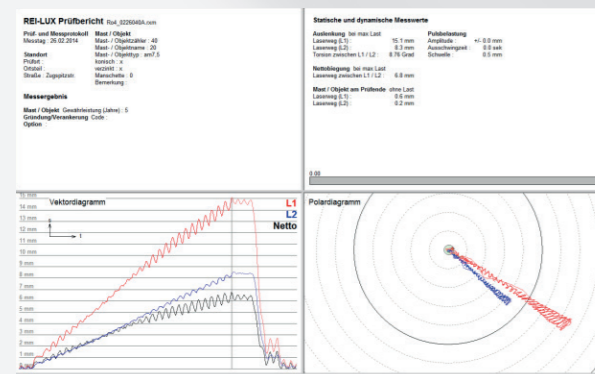 REI-LUX Prüfbericht Ro4_0226040A.csm
Prüf- und Messprotokoll Mast / Objekt
Messtag : 26.02.2014 Mast- / Objektzähler : 40
Mast- / Objektname : 20
Standort Mast- / Objekttyp : am7,5
Prüfort : konisch : x
Ortsteil : verzinkt : x
Straße : Zugspitzstr. Manschette : 0
Bemerkung :
Messergebnis
Mast / Objekt Gewährleistung (Jahre) : 5
Gründung/Verankerung Code :
Option :
Statische und dynamische Messwerte
Auslenkung bei max Last Pulsbelastung
Laserweg (L1) : 15.1 mm Amplitude : +/- 0.0 mm
Laserweg (L2) : 8.3 mm Ausschwingzeit : 0.0 sek
Torsion zwischen L1 / L2 : 0.76 Grad Schwelle : 0.5 mm
Nettobiegung bei max Last
Laserweg zwischen L1 / L2 : 6.8 mm
Mast / Objekt am Prüfende ohne Last
Laserweg (L1) : 0.6 mm
Laserweg (L2) : 0.2 mm
0.00
Vektordiagramm
15 mm
14 mm
13 mm
12 mm
11 mm
10 mm
9 mm
8 mm
7 mm
6 mm
5 mm
4 mm
3 mm
2 mm
1 mm
s
t
L1
L2
Netto
Polardiagramm